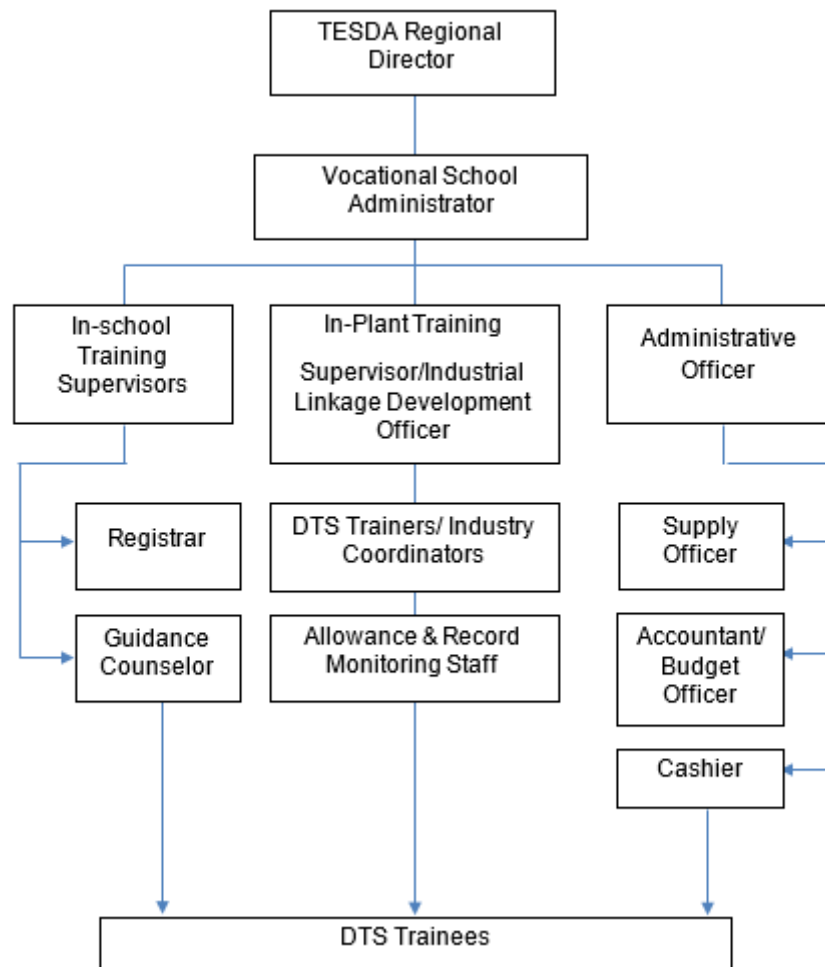 TESDA Regional
Director
Vocational School
Administrator
In-school
Training
Supervisors
In-Plant Training
Supervisor/Industrial
Linkage Development
Officer
Administrative
Officer
Registrar
DTS Trainers/ Industry
Coordinators
Supply
Officer
Guidance
Counselor
Allowance & Record
Monitoring Staff
Accountant/
Budget
Officer
Cashier
DTS Trainees